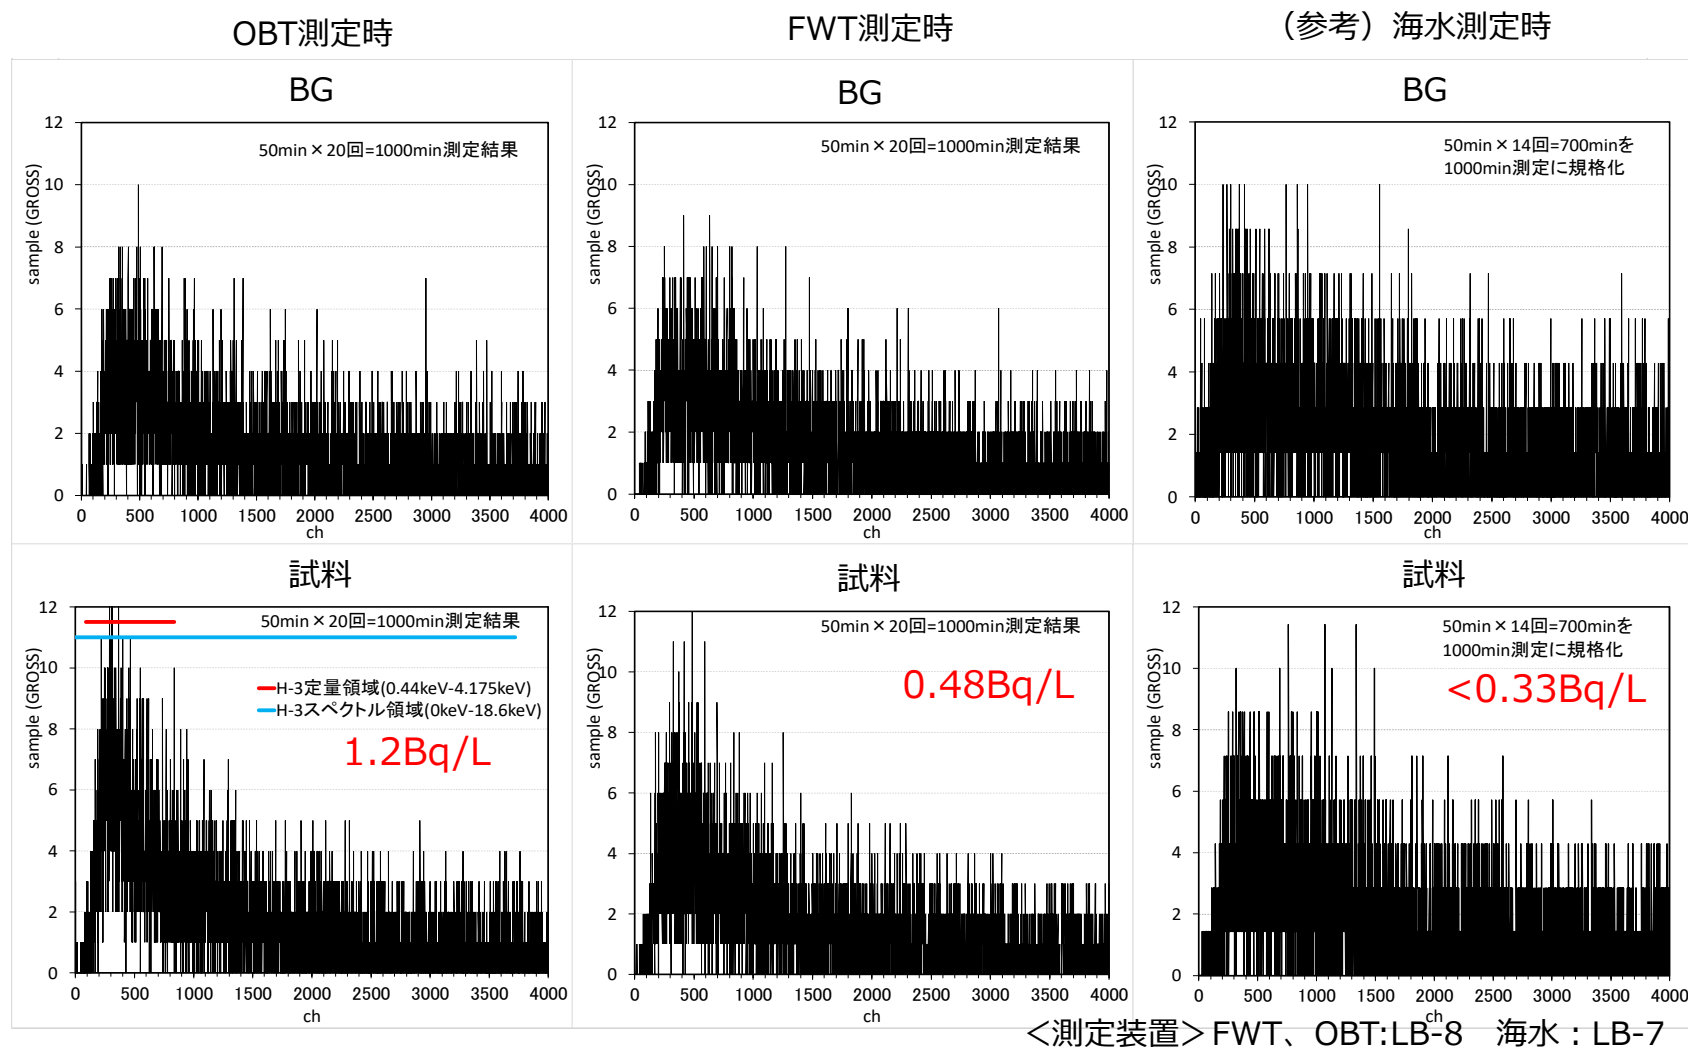 OBT測定時
FWT測定時
（参考）海水測定時
BG
50min×20回=1000min測定結果
sample (GROSS)
12
10
8
6
4
2
0
0 500 1000 1500 2000 2500 3000 3500 4000
ch
BG
50min×20回=1000min測定結果
sample (GROSS)
12
10
8
6
4
2
0
0 500 1000 1500 2000 2500 3000 3500 4000
ch
BG
50min×14回=700minを
1000min測定に規格化
sample (GROSS)
12
10
8
6
4
2
0
0 500 1000 1500 2000 2500 3000 3500 4000
ch
試料
50min×20回=1000min測定結果
H-3定量領域(0.44keV-4.175keV)
H-3スペクトル領域(0keV-18.6keV)
1.2Bq/L
sample (GROSS)
12
10
8
6
4
2
0
0 500 1000 1500 2000 2500 3000 3500 4000
ch
試料
50min×20回=1000min測定結果
0.48Bq/L
sample (GROSS)
12
10
8
6
4
2
0
0 500 1000 1500 2000 2500 3000 3500 4000
ch
試料
50min×14回=700minを
1000min測定に規格化
<0.33Bq/L
sample (GROSS)
12
10
8
6
4
2
0
0 500 1000 1500 2000 2500 3000 3500 4000
ch
＜測定装置＞FWT、OBT:LB-8　海水：LB-7